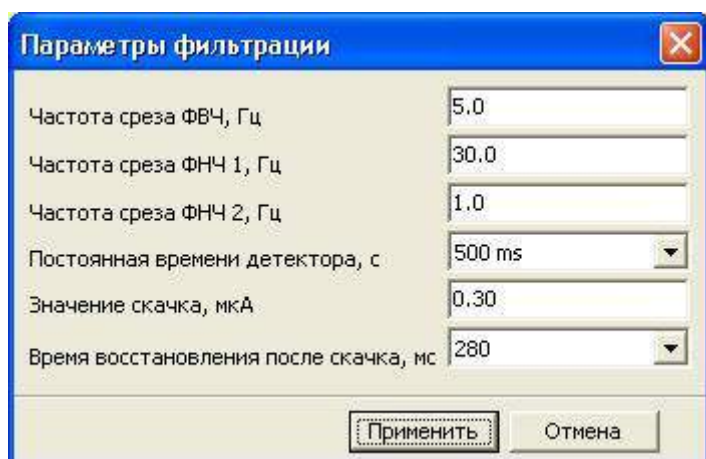 Параметры фильтрации
Частота среза ФВЧ, Гц 5.0
Частота среза ФНЧ 1, Гц 30.0
Частота среза ФНЧ 2, Гц 1.0
Постоянная времени детектора, с 500 ms
Значение скачка, мкА 0.30
Время восстановления после скачка, мс 280
Применить Отмена